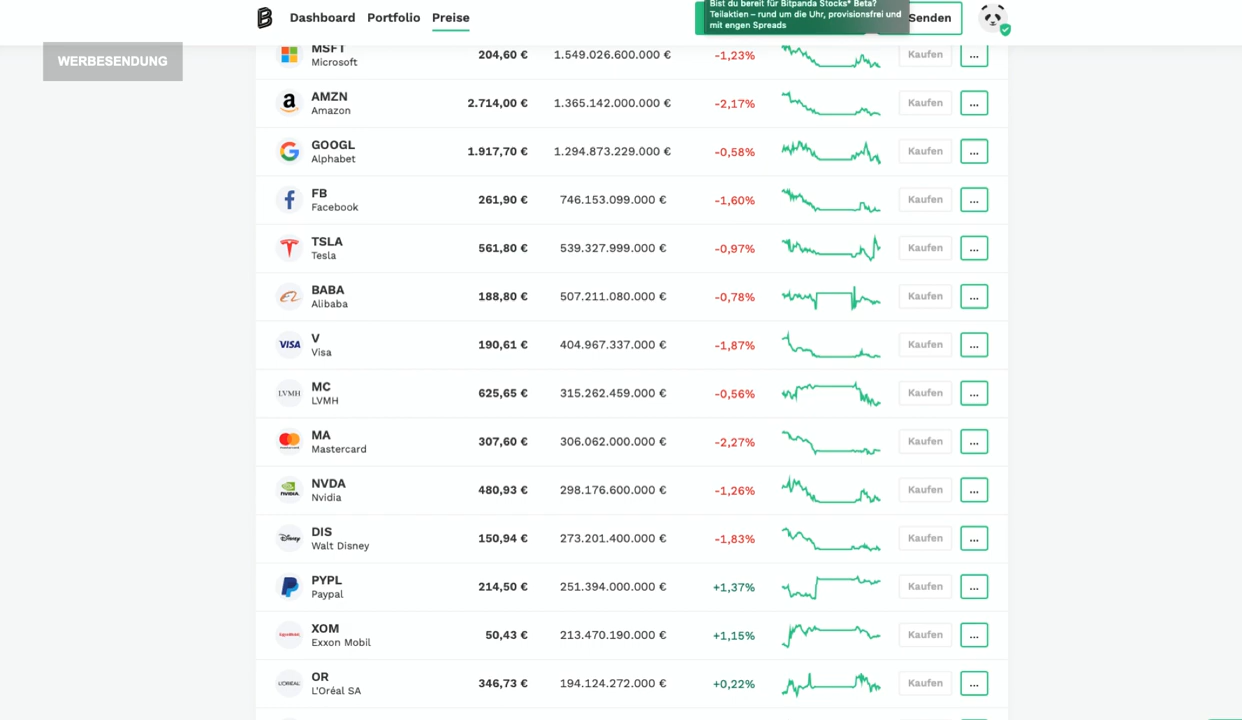 Dashboard Portfolio Preise
Bist du bereit für Bitpanda Stocks* Beta?
Teilaktien – rund um die Uhr, provisionsfrei und
mit engen Spreads
Senden
WERBESENDUNG
MSFT
Microsoft
204,60 € 1.549.026.600.000 € -1,23% Kaufen ...
AMZN
Amazon
2.714,00 € 1.365.142.000.000 € -2,17% Kaufen ...
GOOGL
Alphabet
1.917,70 € 1.294.873.229.000 € -0,58% Kaufen ...
FB
Facebook
261,90 € 746.153.099.000 € -1,60% Kaufen ...
TSLA
Tesla
561,80 € 539.327.999.000 € -0,97% Kaufen ...
BABA
Alibaba
188,80 € 507.211.080.000 € -0,78% Kaufen ...
VISA
V
Visa
190,61 € 404.967.337.000 € -1,87% Kaufen ...
LVMH
MC
LVMH
625,65 € 315.262.459.000 € -0,56% Kaufen ...
MA
Mastercard
307,60 € 306.062.000.000 € -2,27% Kaufen ...
NVIDIA
NVDA
Nvidia
480,93 € 298.176.600.000 € -1,26% Kaufen ...
Disney
DIS
Walt Disney
150,94 € 273.201.400.000 € -1,83% Kaufen ...
PYPL
Paypal
214,50 € 251.394.000.000 € +1,37% Kaufen ...
XOM
Exxon Mobil
50,43 € 213.470.190.000 € +1,15% Kaufen ...
L'ORÉAL
OR
L'Oréal SA
346,73 € 194.124.272.000 € +0,22% Kaufen ...